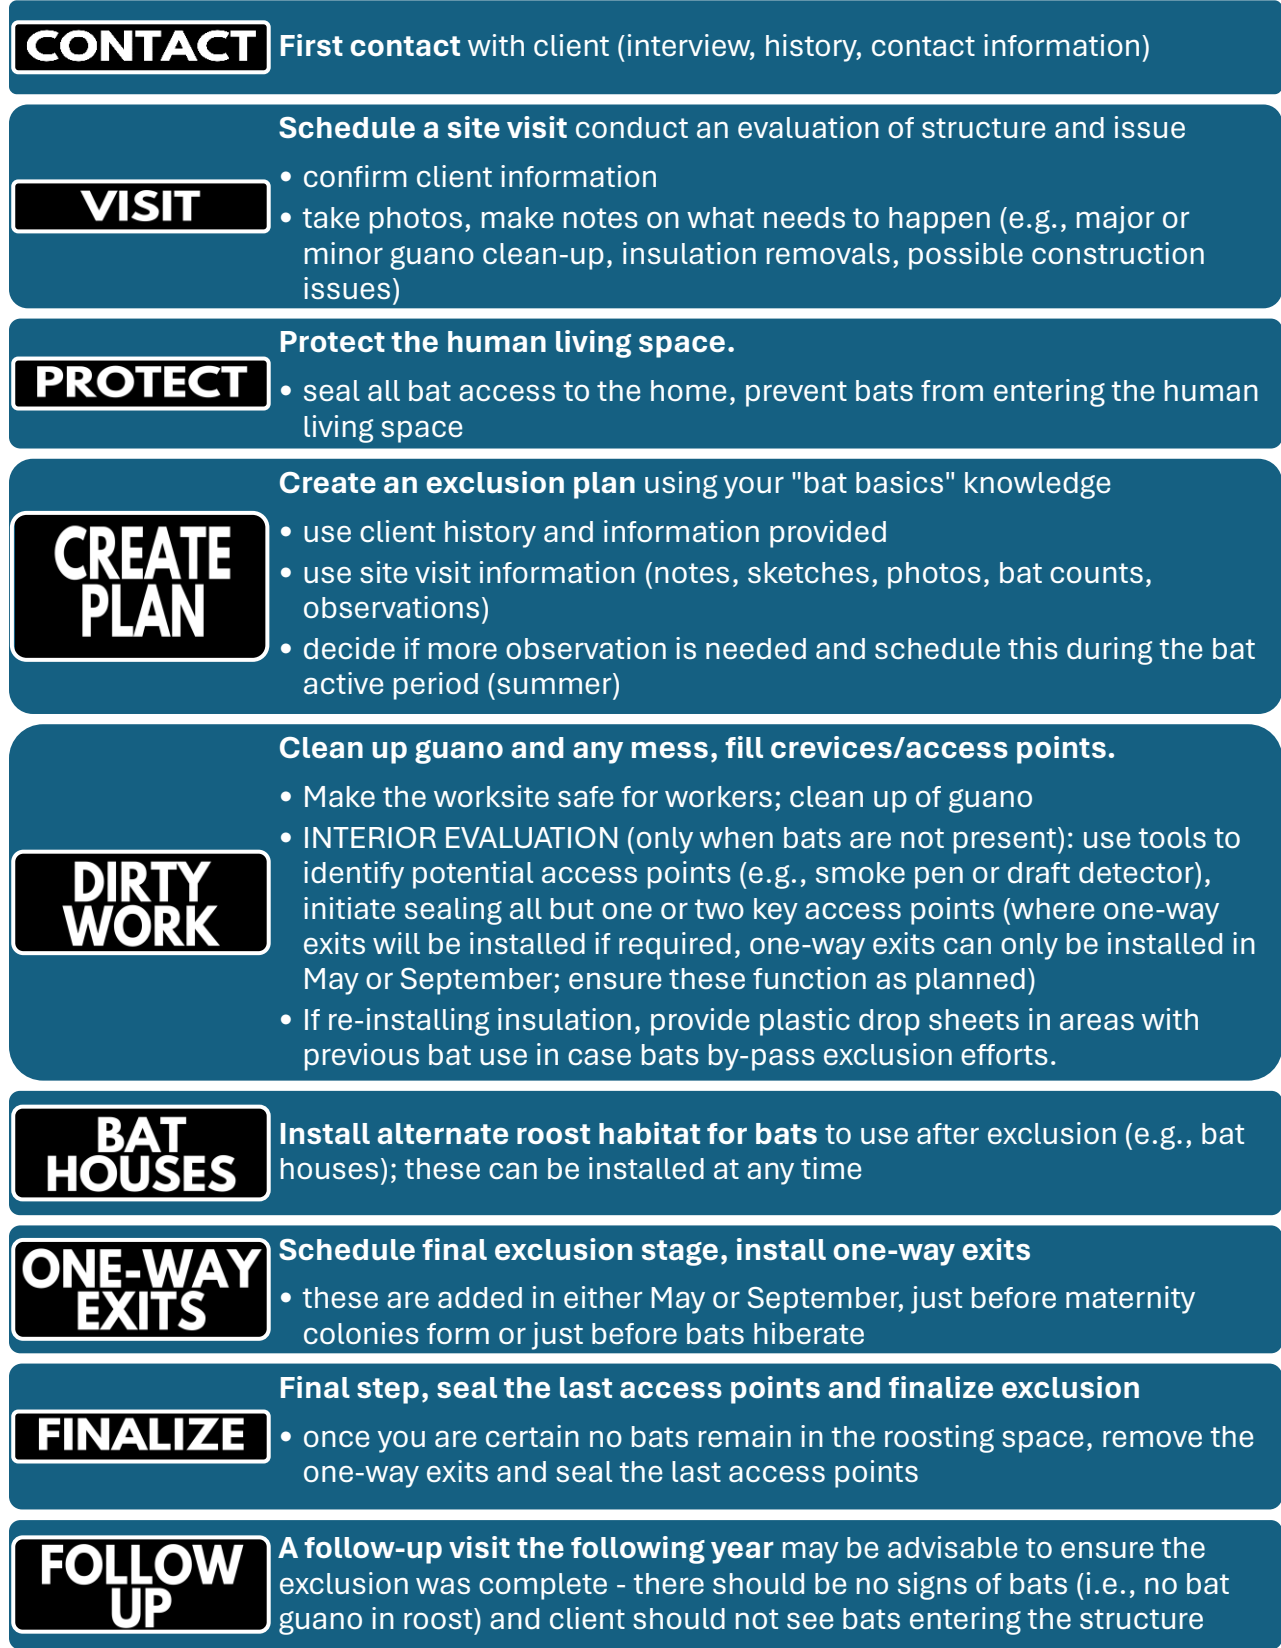 CONTACT
First contact with client (interview, history, contact information)
VISIT
Schedule a site visit conduct an evaluation of structure and issue
• confirm client information
• take photos, make notes on what needs to happen (e.g., major or
minor guano clean-up, insulation removals, possible construction
issues)
PROTECT
Protect the human living space.
• seal all bat access to the home, prevent bats from entering the human
living space
CREATE
PLAN
Create an exclusion plan using your "bat basics" knowledge
• use client history and information provided
• use site visit information (notes, sketches, photos, bat counts,
observations)
• decide if more observation is needed and schedule this during the bat
active period (summer)
DIRTY
WORK
Clean up guano and any mess, fill crevices/access points.
• Make the worksite safe for workers; clean up of guano
• INTERIOR EVALUATION (only when bats are not present): use tools to
identify potential access points (e.g., smoke pen or draft detector),
initiate sealing all but one or two key access points (where one-way
exits will be installed if required, one-way exits can only be installed in
May or September; ensure these function as planned)
• If re-installing insulation, provide plastic drop sheets in areas with
previous bat use in case bats by-pass exclusion efforts.
BAT
HOUSES
Install alternate roost habitat for bats to use after exclusion (e.g., bat
houses); these can be installed at any time
ONE-WAY
EXITS
Schedule final exclusion stage, install one-way exits
• these are added in either May or September, just before maternity
colonies form or just before bats hiberate
FINALIZE
Final step, seal the last access points and finalize exclusion
• once you are certain no bats remain in the roosting space, remove the
one-way exits and seal the last access points
FOLLOW
UP
A follow-up visit the following year may be advisable to ensure the
exclusion was complete - there should be no signs of bats (i.e., no bat
guano in roost) and client should not see bats entering the structure